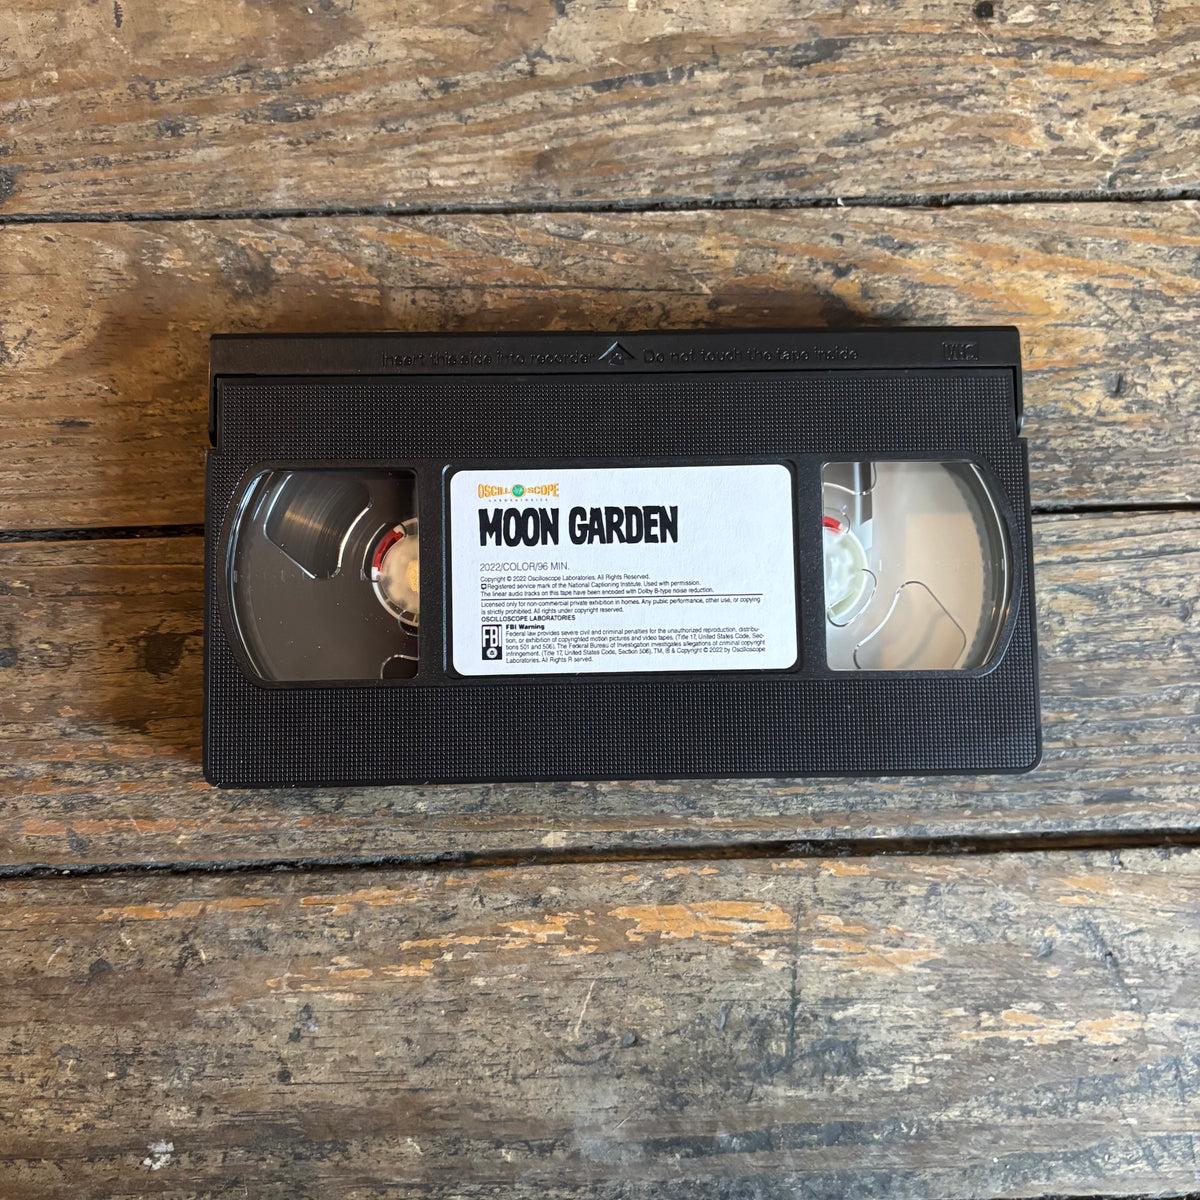 Insert this side into recorder Do not touch the tape inside VHS
OSCILLOSCOPE
LABORATORIES
MOON GARDEN
2022/COLOR/96 MIN.
Copyright © 2022 Oscilloscope Laboratories. All Rights Reserved.
Registered service mark of the National Captioning Institute. Used with permission.
The linear audio tracks on this tape have been encoded with Dolby B-type noise reduction.
Licensed only for non-commercial private exhibition in homes. Any public performance, other use, or copying
is strictly prohibited. All rights under copyright reserved.
OSCILLOSCOPE LABORATORIES
FBI
FBI Warning
Federal law provides severe civil and criminal penalties for the unauthorized reproduction, distribu-
tion, or exhibition of copyrighted motion pictures and video tapes. (Title 17, United States Code, Sec-
tions 501 and 506). The Federal Bureau of Investigation investigates allegations of criminal copyright
infringement, (Title 17, United States Code, Section 506). TM, ® & Copyright © 2022 by Oscilloscope
Laboratories. All Rights R served.